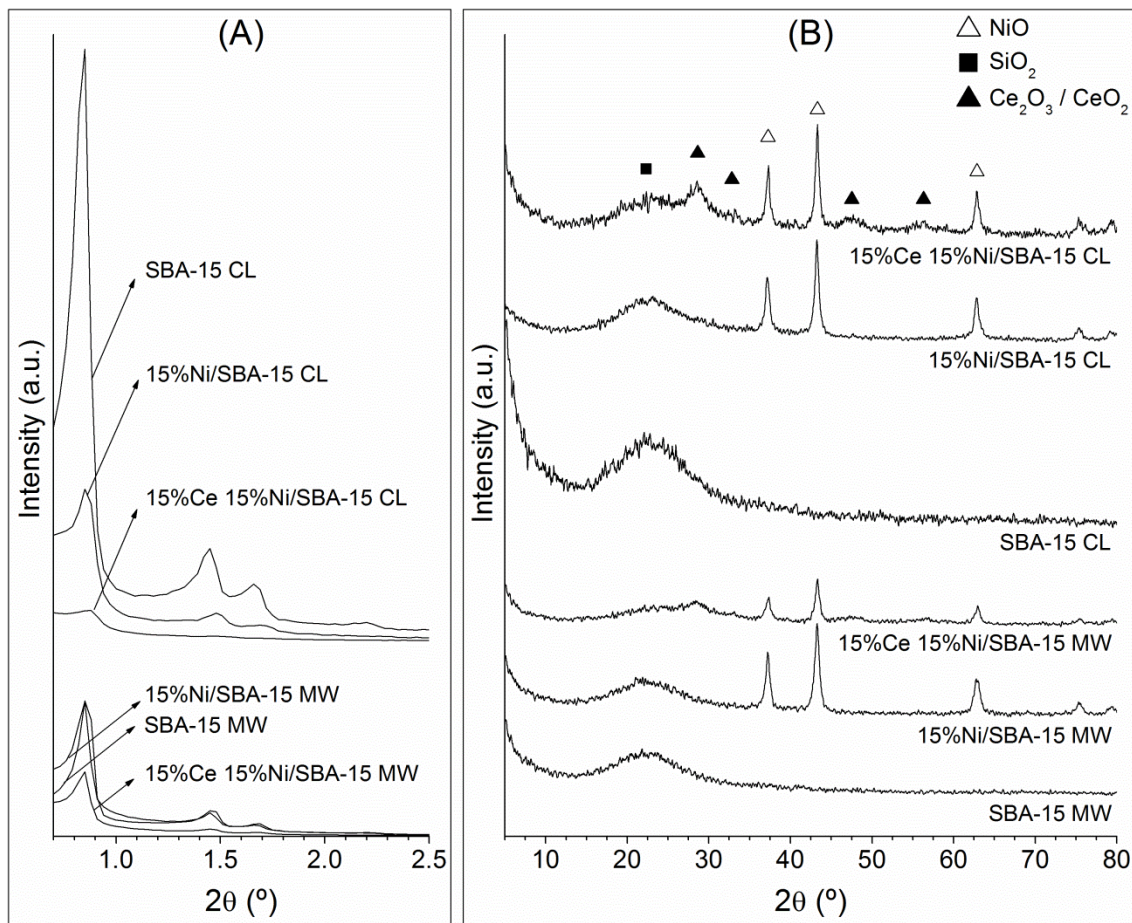 (A)
SBA-15 CL
15%Ni/SBA-15 CL
15%Ce 15%Ni/SBA-15 CL
15%Ni/SBA-15 MW
SBA-15 MW
15%Ce 15%Ni/SBA-15 MW
Intensity (a.u.)
1.0 1.5 2.0 2.5
2θ (º)
(B)
NiO
SiO₂
Ce₂O₃ / CeO₂
15%Ce 15%Ni/SBA-15 CL
15%Ni/SBA-15 CL
SBA-15 CL
15%Ce 15%Ni/SBA-15 MW
15%Ni/SBA-15 MW
SBA-15 MW
Intensity (a.u.)
10 20 30 40 50 60 70 80
2θ (º)